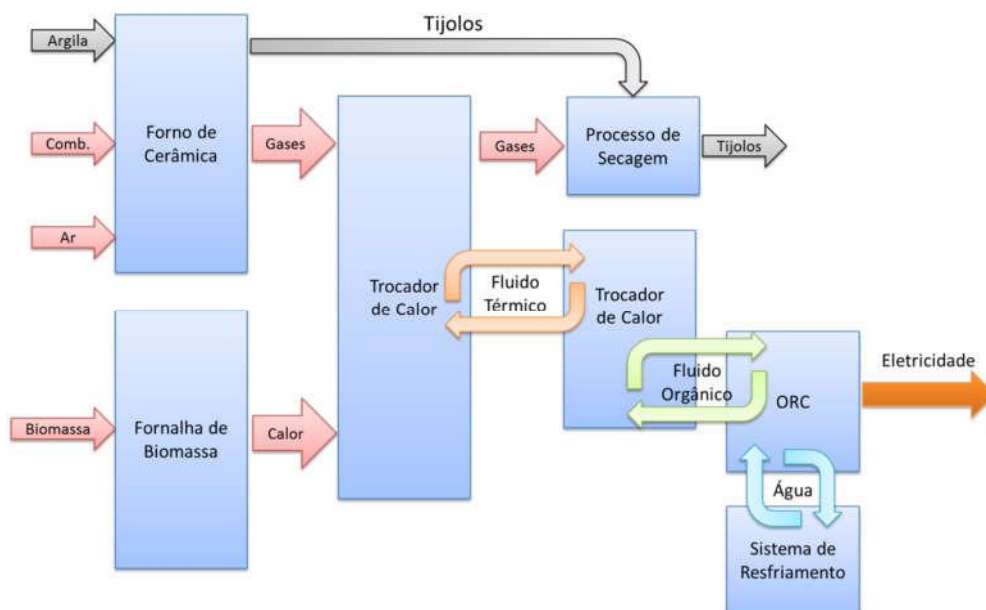 Tijolos
Argila
Comb.
Ar
Forno de
Cerâmica
Gases
Gases
Processo de
Secagem
Tijolos
Trocador
de Calor
Fluido
Térmico
Trocador
de Calor
Fluido
Orgânico
ORC
Eletricidade
Biomassa
Fornalha de
Biomassa
Calor
Água
Sistema de
Resfriamento